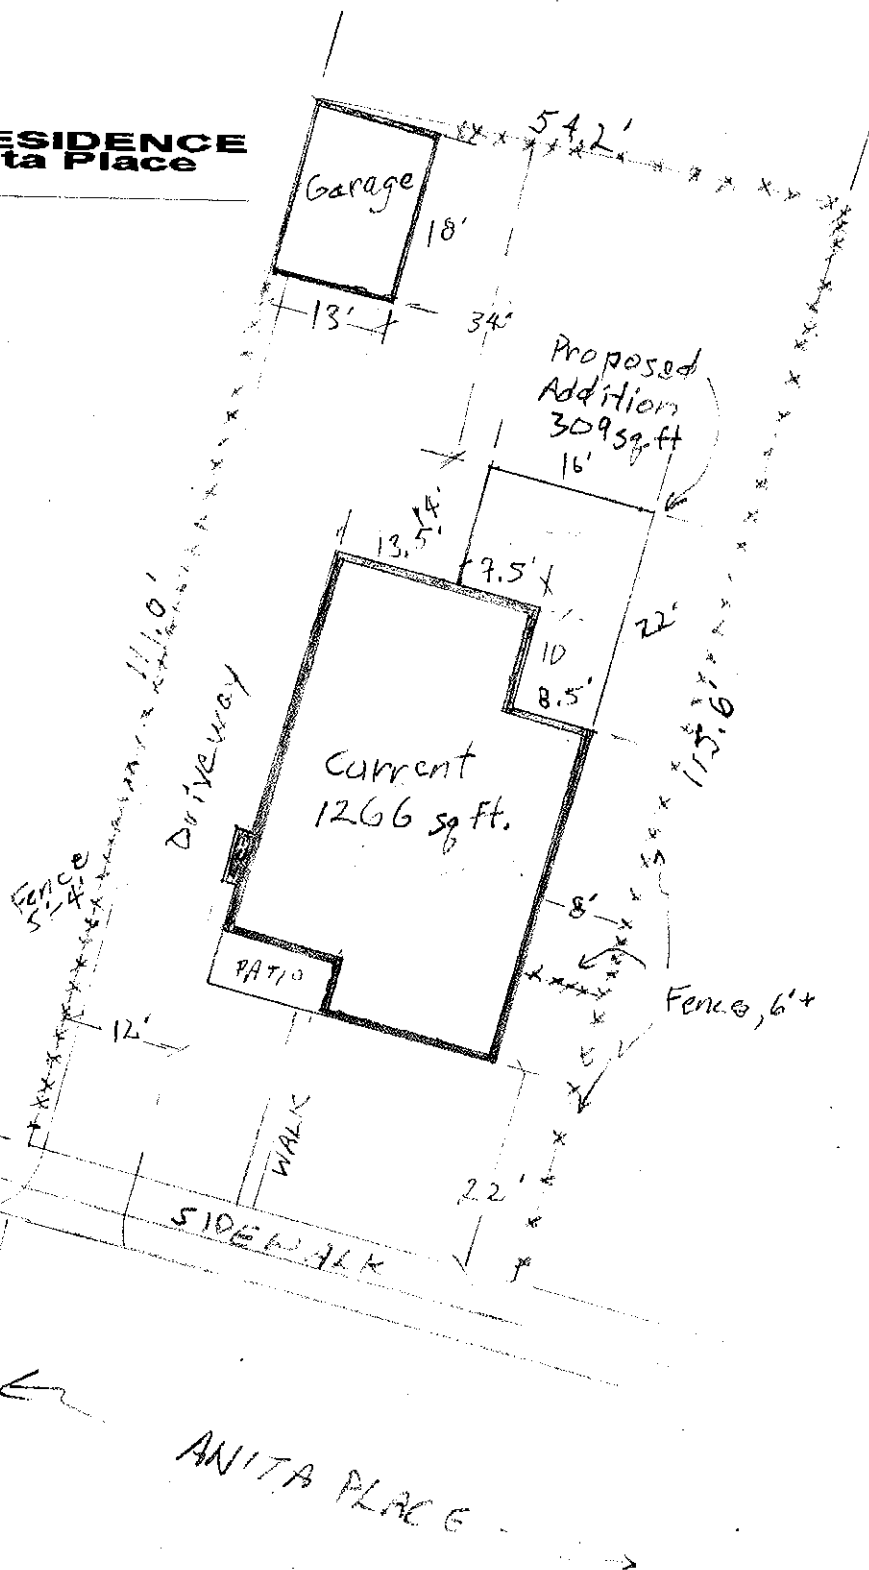 ESIDENCE
ta Place
54.2'
Garage
18'
13'
34'
Proposed
Addition
309 sq.ft
16'
13.5'
7.5'
22'
10
8.5'
111.0'
Driveway
Current
1266 sq ft.
115.6'
Fence
5'-4"
8'
PATIO
Fence, 6'+
12'
WALK
22'
SIDEWALK
ANITA PLACE